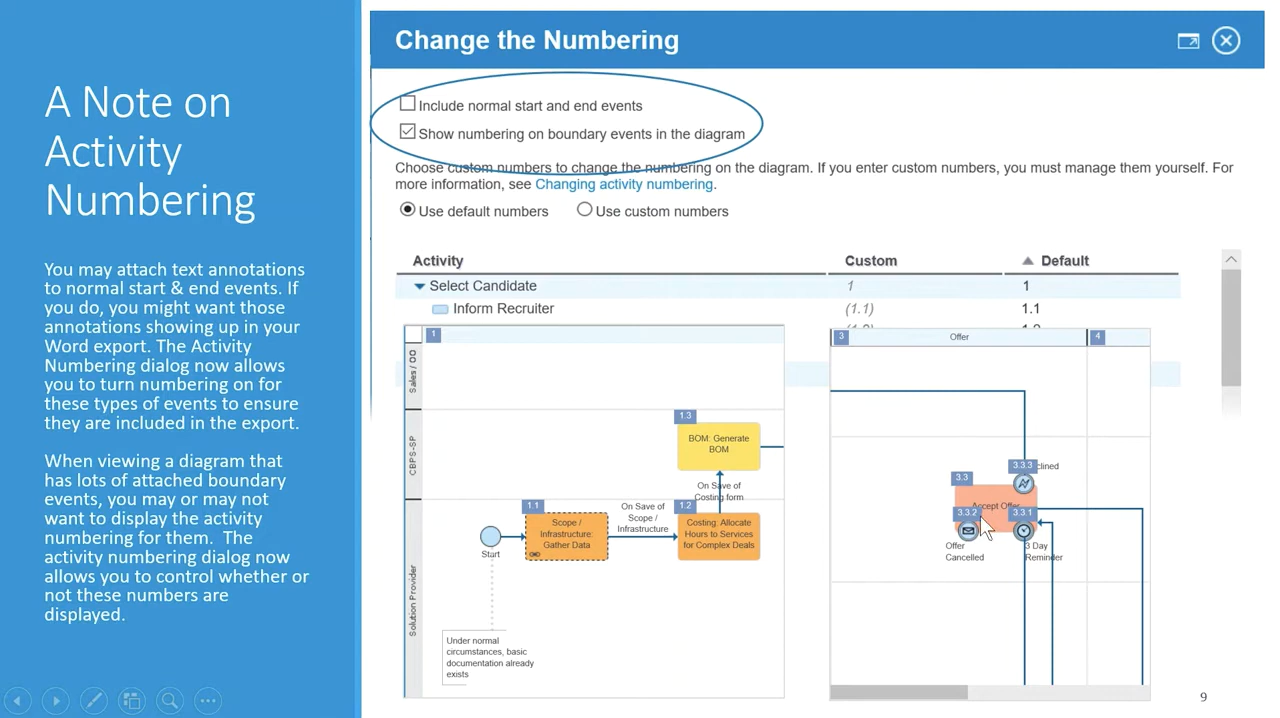 A Note on
Activity
Numbering
You may attach text annotations
to normal start & end events. If
you do, you might want those
annotations showing up in your
Word export. The Activity
Numbering dialog now allows
you to turn numbering on for
these types of events to ensure
they are included in the export.
When viewing a diagram that
has lots of attached boundary
events, you may or may not
want to display the activity
numbering for them. The
activity numbering dialog now
allows you to control whether or
not these numbers are
displayed.
Change the Numbering
Include normal start and end events
Show numbering on boundary events in the diagram
Choose custom numbers to change the numbering on the diagram. If you enter custom numbers, you must manage them yourself. For
more information, see Changing activity numbering.
Use default numbers Use custom numbers
Activity Custom Default
Select Candidate 1 1
Inform Recruiter (1.1) 1.1
1
Sales / OO
CBPS-SP
Solution Provider
1.3
BOM: Generate
BOM
On Save of
Costing form
1.1
Scope /
Infrastructure:
Gather Data
On Save of
Scope /
Infrastructure
1.2
Costing: Allocate
Hours to Services
for Complex Deals
Start
Under normal
circumstances, basic
documentation already
exists
3 Offer 4
3.3
3.3.3 clined
Accept Offer
3.3.2 3.3.1
Offer
Cancelled
3 Day
Reminder
9